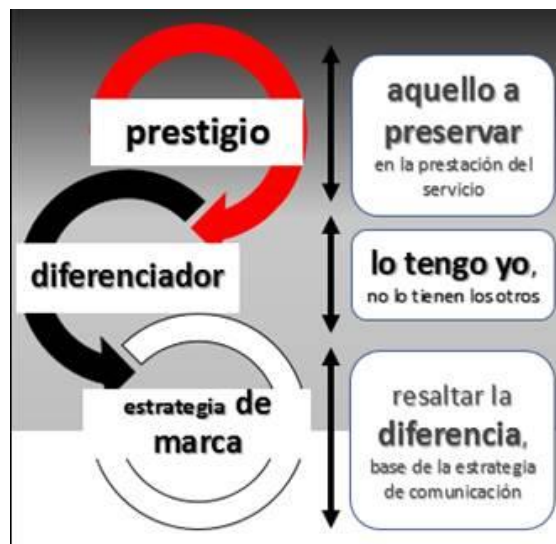 prestigio
aquello a
preservar
en la prestación del
servicio
diferenciador
lo tengo yo,
no lo tienen los otros
estrategia de
marca
resaltar la
diferencia,
base de la estrategia
de comunicación